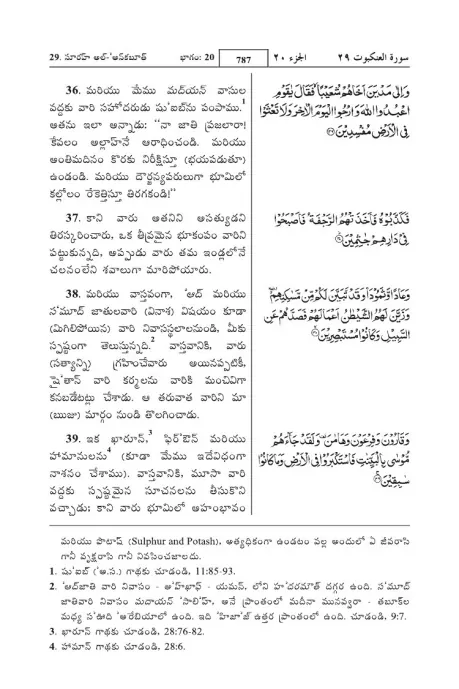 29. సూరహ్ అల్-'అన్కబూత్ భాగం: 20 787 الجزء ٢٠ سورة العنكبوت ٢٩
36. మరియు మేము మద్‌యన్ వాసుల
వద్దకు వారి సహోదరుడు షు'ఐబ్‌ను పంపాము.1
అతను ఇలా అన్నాడు: "నా జాతి ప్రజలారా!
కేవలం అల్లాహ్‌నే ఆరాధించండి. మరియు
అంతిమదినం కొరకు నిరీక్షిస్తూ (భయపడుతూ)
ఉండండి. మరియు దౌర్జన్యపరులుగా భూమిలో
కల్లోలం రేకెత్తిస్తూ తిరగకండి!"
وَإِلَىٰ مَدْيَنَ أَخَاهُمْ شُعَيْبًا فَقَالَ يَٰقَوْمِ
ٱعْبُدُوا۟ ٱللَّهَ وَٱرْجُوا۟ ٱلْيَوْمَ ٱلْءَاخِرَ وَلَا تَعْثَوْا۟
فِى ٱلْأَرْضِ مُفْسِدِينَ ٣٦
37. కాని వారు అతనిని అసత్యుడని
తిరస్కరించారు, ఒక తీవ్రమైన భూకంపం వారిని
పట్టుకున్నది, అప్పుడు వారు తమ ఇండ్లలోనే
చలనంలేని శవాలుగా మారిపోయారు.
فَكَذَّبُوهُ فَأَخَذَتْهُمُ ٱلرَّجْفَةُ فَأَصْبَحُوا۟
فِى دَارِهِمْ جَٰثِمِينَ ٣٧
38. మరియు వాస్తవంగా, 'ఆద్ మరియు
స'మూద్ జాతులవారి (వినాశ) విషయం కూడా
(మిగిలిపోయిన) వారి నివాసస్థలాలనుండి, మీకు
స్పష్టంగా తెలుస్తున్నది.2 వాస్తవానికి, వారు
(సత్యాన్ని) గ్రహించేవారు అయినప్పటికీ,
షై'తాన్ వారి కర్మలను వారికి మంచివిగా
కనబడేటట్లు చేశాడు. ఆ తరువాత వారిని మా
(ఋజు) మార్గం నుండి తొలగించాడు.
وَعَادًا وَثَمُودَا۟ وَقَد تَّبَيَّنَ لَكُم مِّن مَّسَٰكِنِهِمْ
وَزَيَّنَ لَهُمُ ٱلشَّيْطَٰنُ أَعْمَٰلَهُمْ فَصَدَّهُمْ عَنِ
ٱلسَّبِيلِ وَكَانُوا۟ مُسْتَبْصِرِينَ ٣٨
39. ఇక ఖారూన్,3 ఫిర్'ఔన్ మరియు
హామానులను4 (కూడా మేము ఇదేవిధంగా
నాశనం చేశాము). వాస్తవానికి, మూసా వారి
వద్దకు స్పష్టమైన సూచనలను తీసుకొని
వచ్చాడు; కాని వారు భూమిలో అహంభావం
وَقَٰرُونَ وَفِرْعَوْنَ وَهَٰمَٰنَ وَلَقَدْ جَآءَهُم
مُّوسَىٰ بِٱلْبَيِّنَٰتِ فَٱسْتَكْبَرُوا۟ فِى ٱلْأَرْضِ وَمَا كَانُوا۟
سَٰبِقِينَ ٣٩
మరియు పొటాష్ (Sulphur and Potash), అత్యధికంగా ఉండటం వల్ల అందులో ఏ జీవరాసి
గానీ వృక్షరాసి గానీ నివసించజాలదు.
1. షు'ఐబ్ ('అ.స.) గాథకు చూడండి, 11:85-93.
2. 'ఆద్‌జాతి వారి నివాసం - అ'హ్‌ఖాఫ్ - యమన్, లోని హ'దరమౌత్ దగ్గర ఉంది. స'మూద్
జాతివారి నివాసం మదాయన్ 'సాలి'హ్, అనే ప్రాంతంలో మదీనా మునవ్వరా - తబూక్‌ల
మధ్య స'ఊది 'అరేబియాలో ఉంది. ఇది 'హిజా'జ్ ఉత్తర ప్రాంతంలో ఉంది. చూడండి, 9:7.
3. ఖారూన్ గాథకు చూడండి, 28:76-82.
4. హామాన్ గాథకు చూడండి, 28:6.